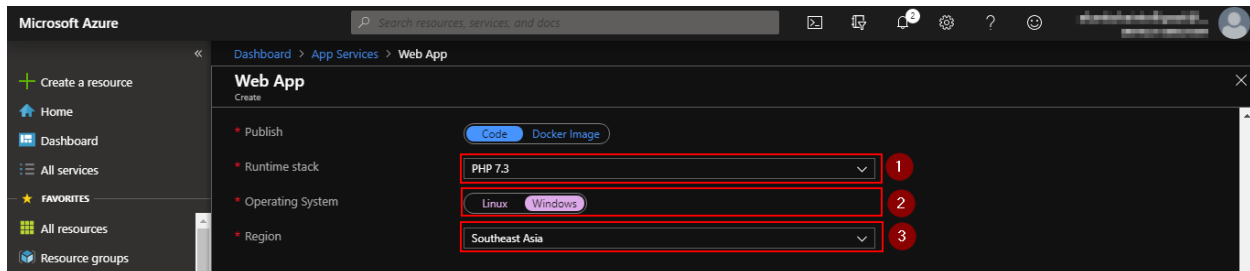 Microsoft Azure
Search resources, services, and docs
2
?
«
Dashboard > App Services > Web App
Create a resource
Home
Dashboard
All services
FAVORITES
All resources
Resource groups
Web App
Create
* Publish
Code Docker Image
* Runtime stack
PHP 7.3
1
* Operating System
Linux Windows
2
* Region
Southeast Asia
3